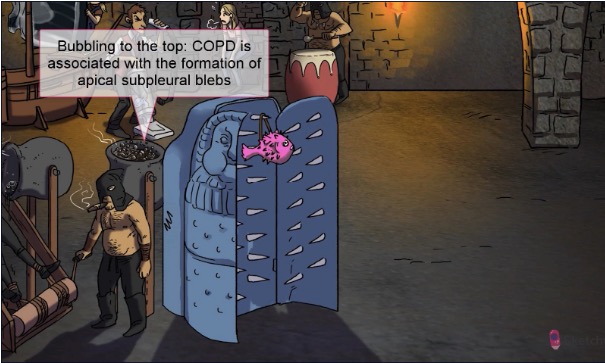 Bubbling to the top: COPD is
associated with the formation of
apical subpleural blebs